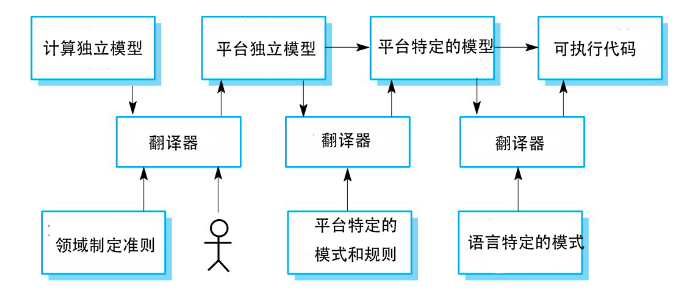 计算独立模型
平台独立模型
平台特定的模型
可执行代码
翻译器
翻译器
翻译器
领域制定准则
平台特定的
模式和规则
语言特定的模式